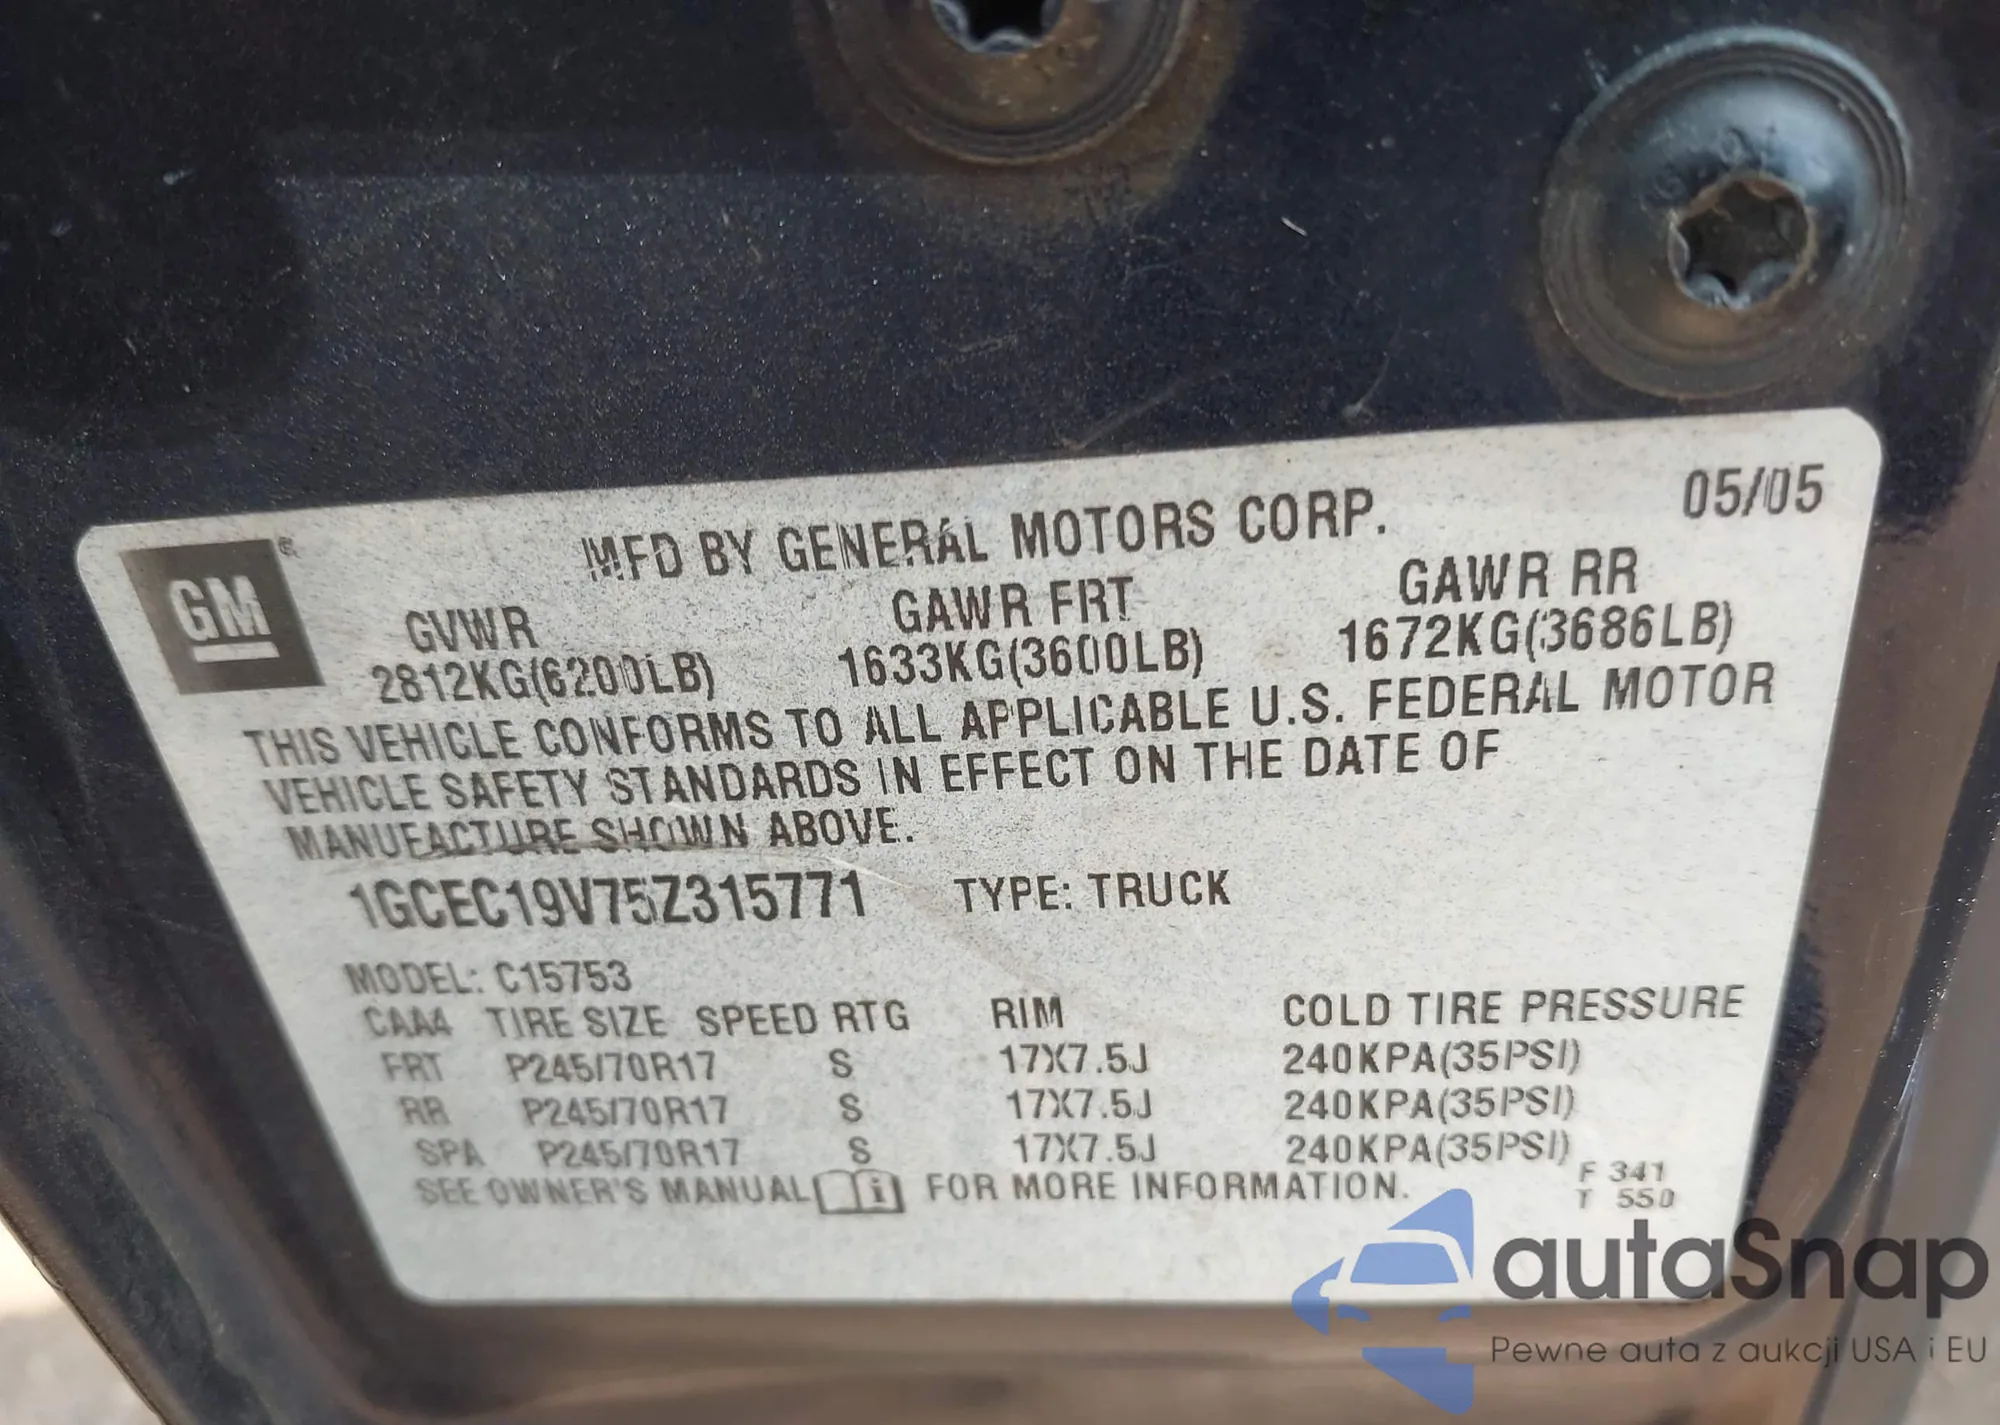 05/05
MFD BY GENERAL MOTORS CORP.
GM
GVWR GAWR FRT GAWR RR
2812KG(6200LB) 1633KG(3600LB) 1672KG(3686LB)
THIS VEHICLE CONFORMS TO ALL APPLICABLE U.S. FEDERAL MOTOR
VEHICLE SAFETY STANDARDS IN EFFECT ON THE DATE OF
MANUFACTURE SHOWN ABOVE.
1GCEC19V75Z315771 TYPE: TRUCK
MODEL: C15753
CAA4 TIRE SIZE SPEED RTG RIM COLD TIRE PRESSURE
FRT P245/70R17 S 17X7.5J 240KPA(35PSI)
RR P245/70R17 S 17X7.5J 240KPA(35PSI)
SPA P245/70R17 S 17X7.5J 240KPA(35PSI)
SEE OWNER'S MANUAL i FOR MORE INFORMATION.
F 341
T 550
autaSnap
Pewne auta z aukcji USA i EU